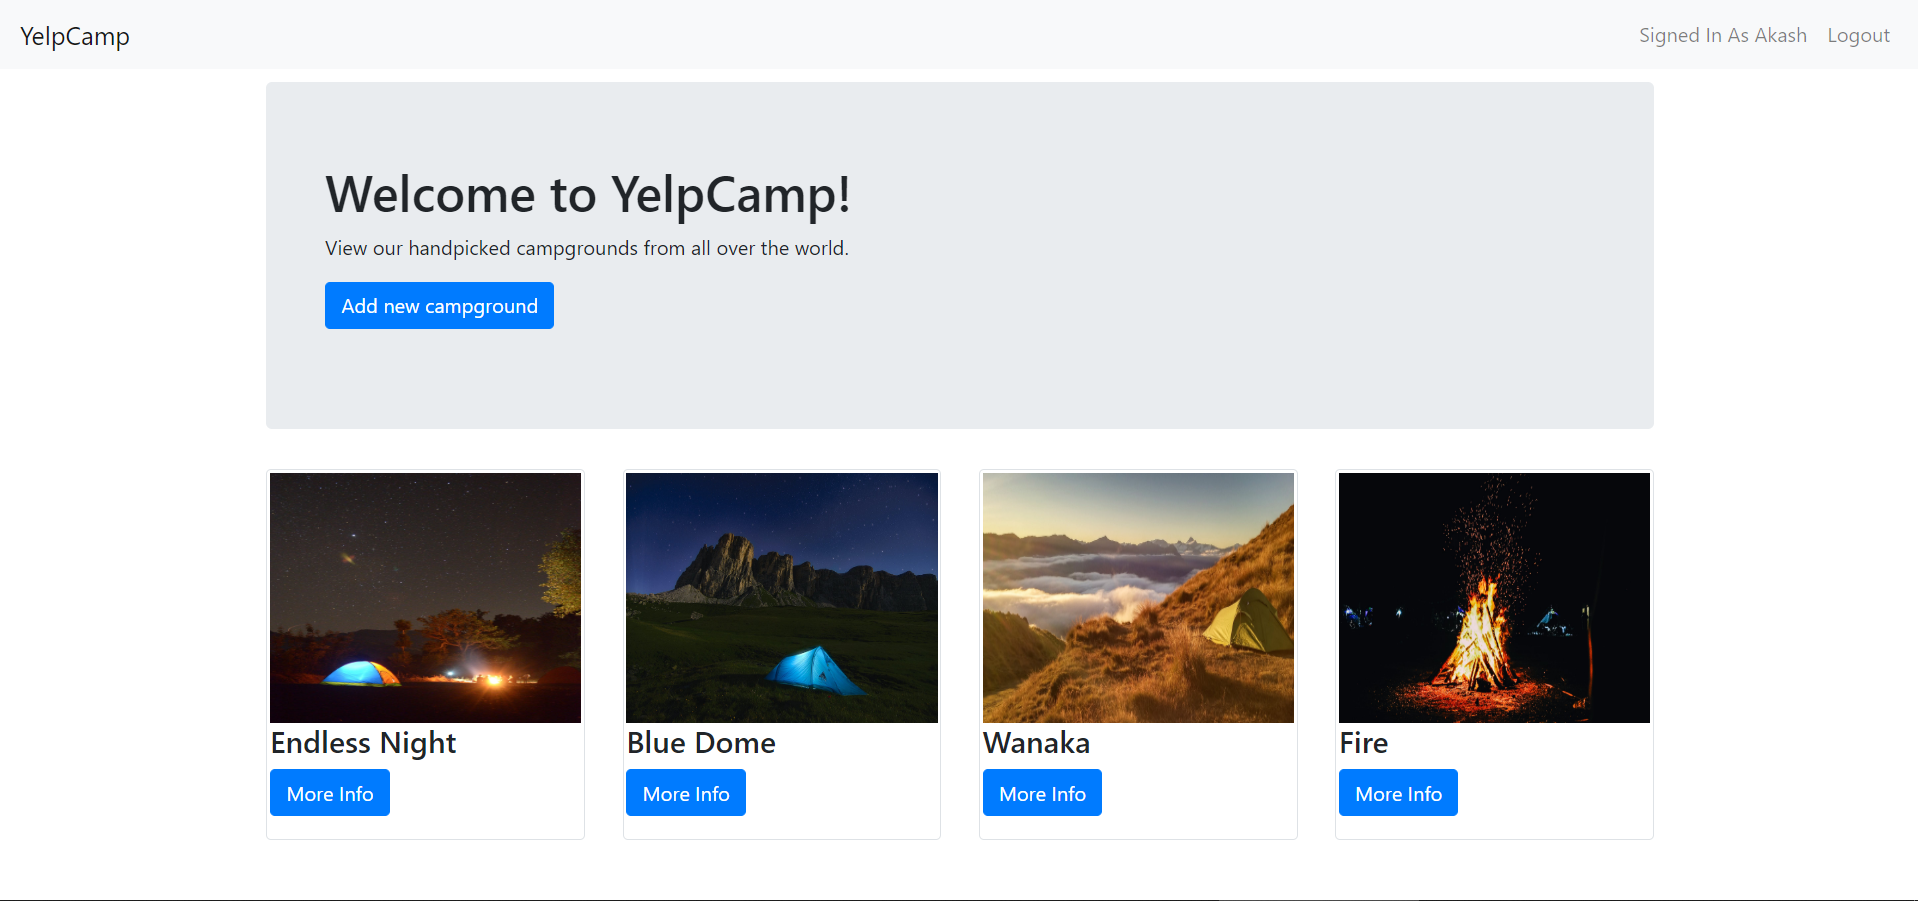 YelpCamp
Signed In As Akash
Logout
Welcome to YelpCamp!
View our handpicked campgrounds from all over the world.
Add new campground
Endless Night
More Info
Blue Dome
More Info
Wanaka
More Info
Fire
More Info